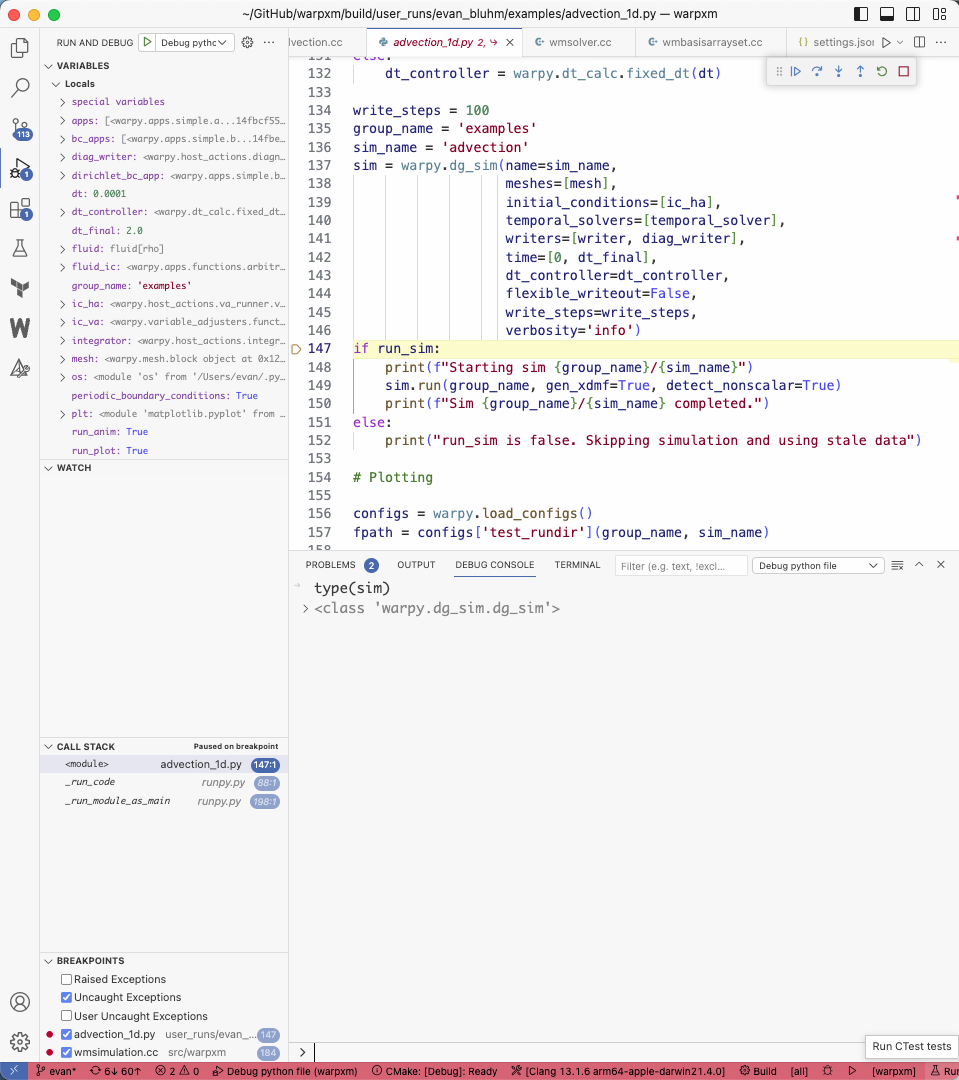 ~/GitHub/warpxm/build/user_runs/evan_bluhm/examples/advection_1d.py — warpxm
RUN AND DEBUG Debug pythc
lvection.cc advection_1d.py 2, wmsolver.cc wmbasisarrayset.cc settings.jsor
VARIABLES
Locals
special variables
apps: [<warpy.apps.simple.a...14fbcf55…
bc_apps: [<warpy.apps.simple.b...14fbe…
diag_writer: <warpy.host_actions.diagn…
dirichlet_bc_app: <warpy.apps.simple.b…
dt: 0.0001
dt_controller: <warpy.dt_calc.fixed_dt…
dt_final: 2.0
fluid: fluid[rho]
fluid_ic: <warpy.apps.functions.arbitr…
group_name: 'examples'
ic_ha: <warpy.host_actions.va_runner.v…
ic_va: <warpy.variable_adjusters.funct…
integrator: <warpy.host_actions.integr…
mesh: <warpy.mesh.block object at 0x12…
os: <module 'os' from '/Users/evan/.py…
periodic_boundary_conditions: True
plt: <module 'matplotlib.pyplot' from …
run_anim: True
run_plot: True
WATCH
CALL STACK Paused on breakpoint
<module> advection_1d.py 147:1
_run_code runpy.py 88:1
_run_module_as_main runpy.py 198:1
BREAKPOINTS
Raised Exceptions
Uncaught Exceptions
User Uncaught Exceptions
advection_1d.py user_runs/evan_... 147
wmsimulation.cc src/warpxm 184
113
1
1
131 else:
132 dt_controller = warpy.dt_calc.fixed_dt(dt)
133
134 write_steps = 100
135 group_name = 'examples'
136 sim_name = 'advection'
137 sim = warpy.dg_sim(name=sim_name,
138 meshes=[mesh],
139 initial_conditions=[ic_ha],
140 temporal_solvers=[temporal_solver],
141 writers=[writer, diag_writer],
142 time=[0, dt_final],
143 dt_controller=dt_controller,
144 flexible_writeout=False,
145 write_steps=write_steps,
146 verbosity='info')
147 if run_sim:
148 print(f"Starting sim {group_name}/{sim_name}")
149 sim.run(group_name, gen_xdmf=True, detect_nonscalar=True)
150 print(f"Sim {group_name}/{sim_name} completed.")
151 else:
152 print("run_sim is false. Skipping simulation and using stale data")
153
154 # Plotting
155
156 configs = warpy.load_configs()
157 fpath = configs['test_rundir'](group_name, sim_name)
158
PROBLEMS 2 OUTPUT DEBUG CONSOLE TERMINAL Filter (e.g. text, !excl... Debug python file
type(sim)
<class 'warpy.dg_sim.dg_sim'>
Run CTest tests
evan* 6↓ 60↑ 2 0 Debug python file (warpxm) CMake: [Debug]: Ready [Clang 13.1.6 arm64-apple-darwin21.4.0] Build [all] [warpxm] Run